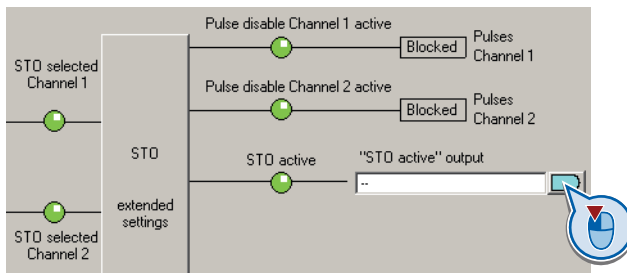 Pulse disable Channel 1 active
Blocked
Pulses
Channel 1
STO selected
Channel 1
Pulse disable Channel 2 active
Blocked
Pulses
Channel 2
STO
extended
settings
STO active
"STO active" output
--
STO selected
Channel 2